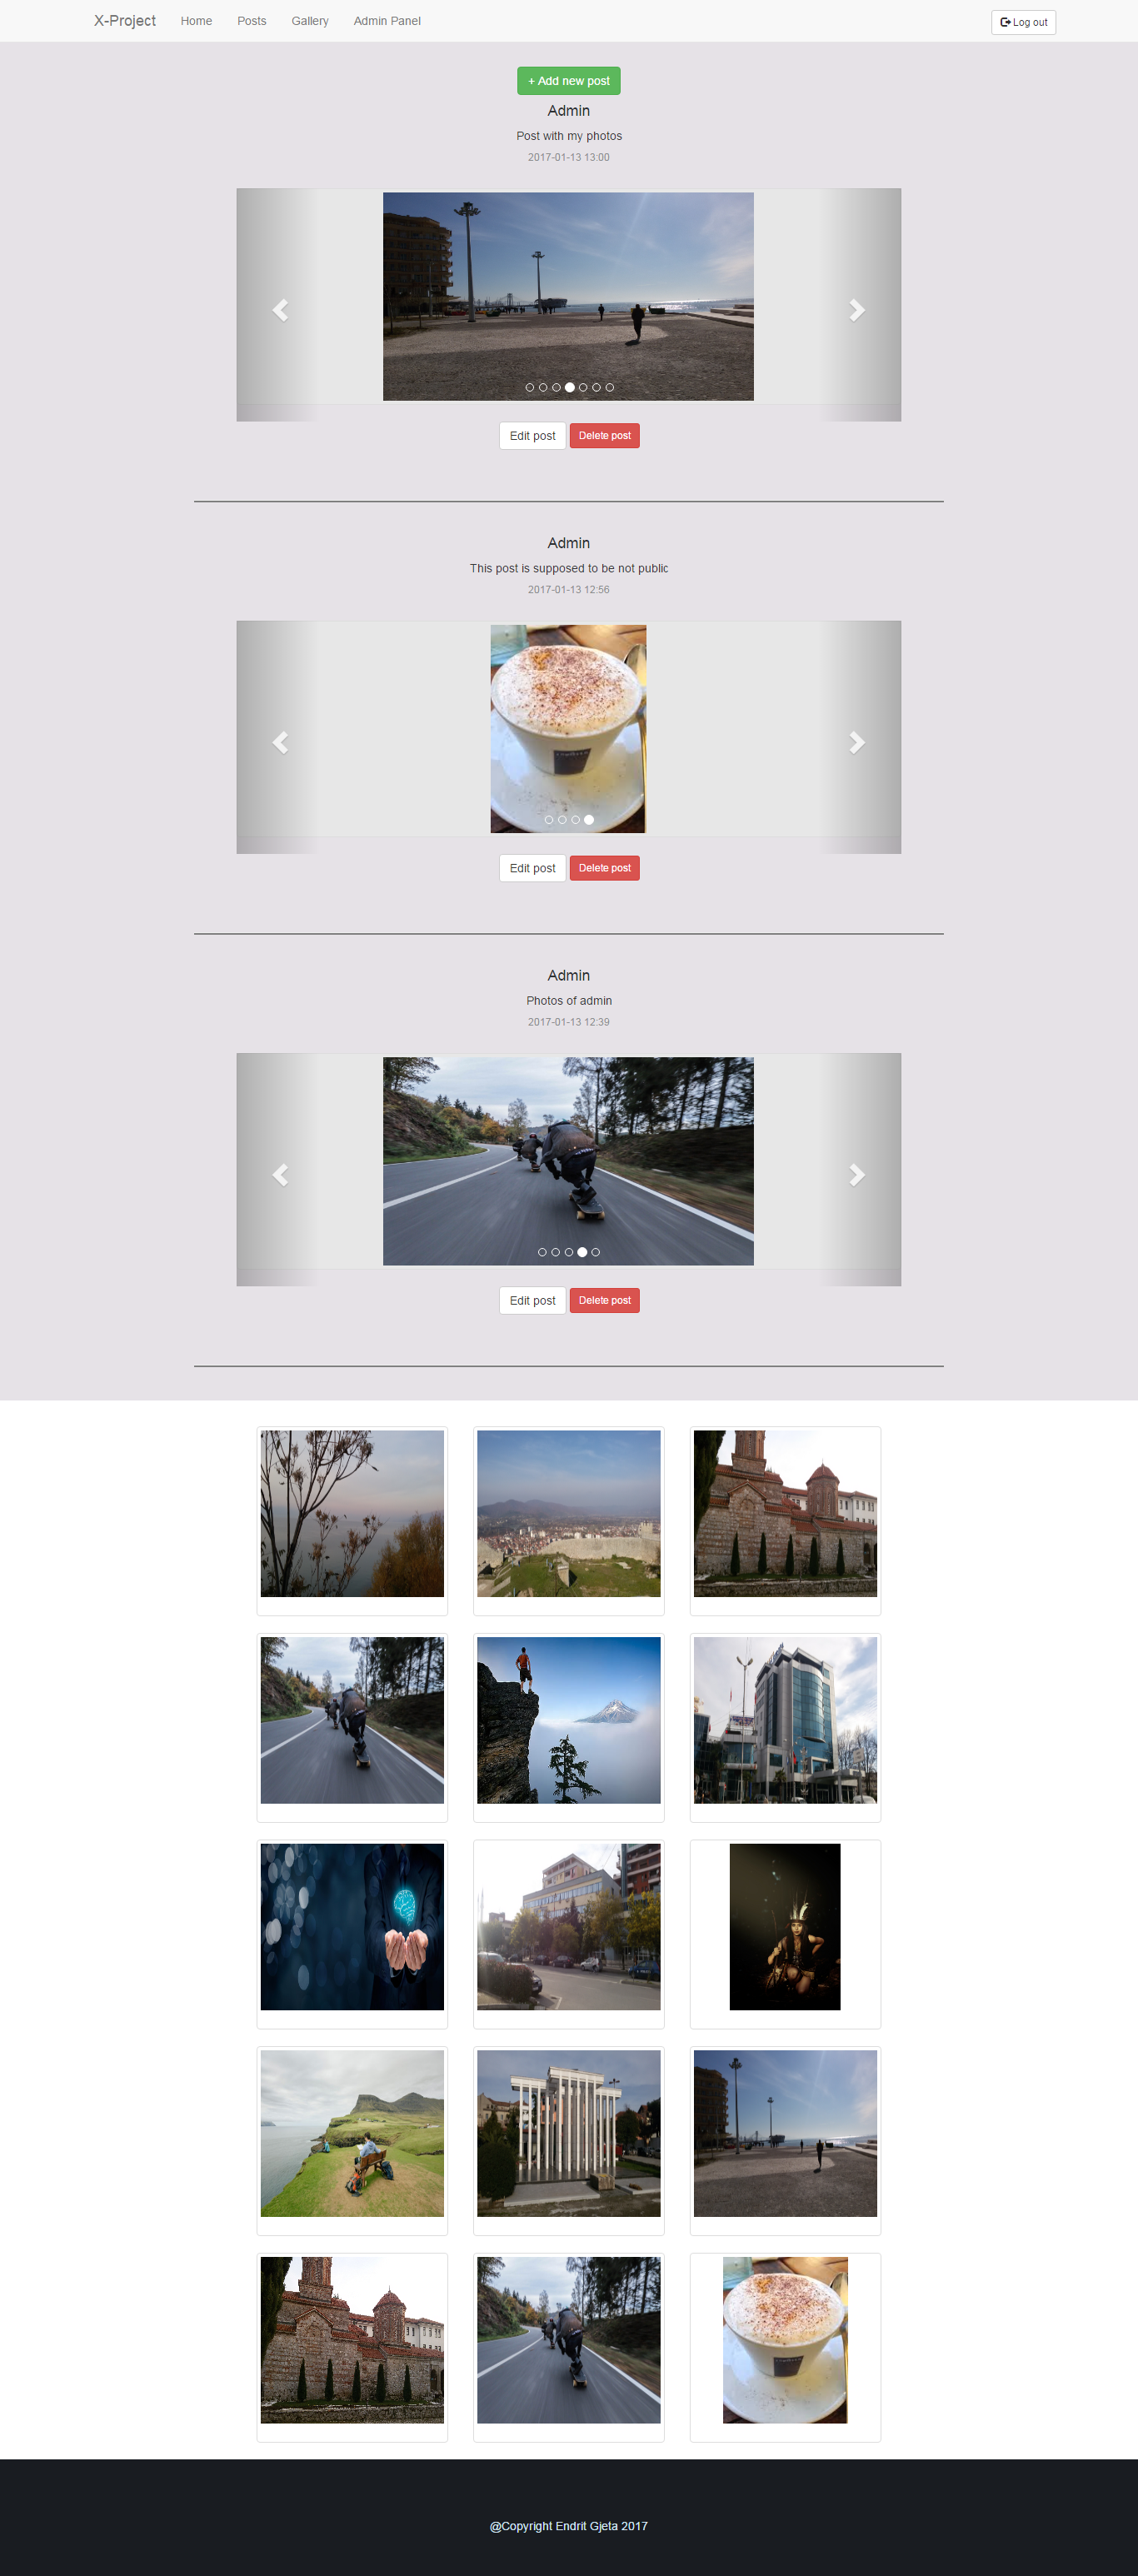 X-Project Home Posts Gallery Admin Panel Log out
+ Add new post
Admin
Post with my photos
2017-01-13 13:00
Edit post Delete post
Admin
This post is supposed to be not public
2017-01-13 12:56
Edit post Delete post
Admin
Photos of admin
2017-01-13 12:39
Edit post Delete post
@Copyright Endrit Gjeta 2017